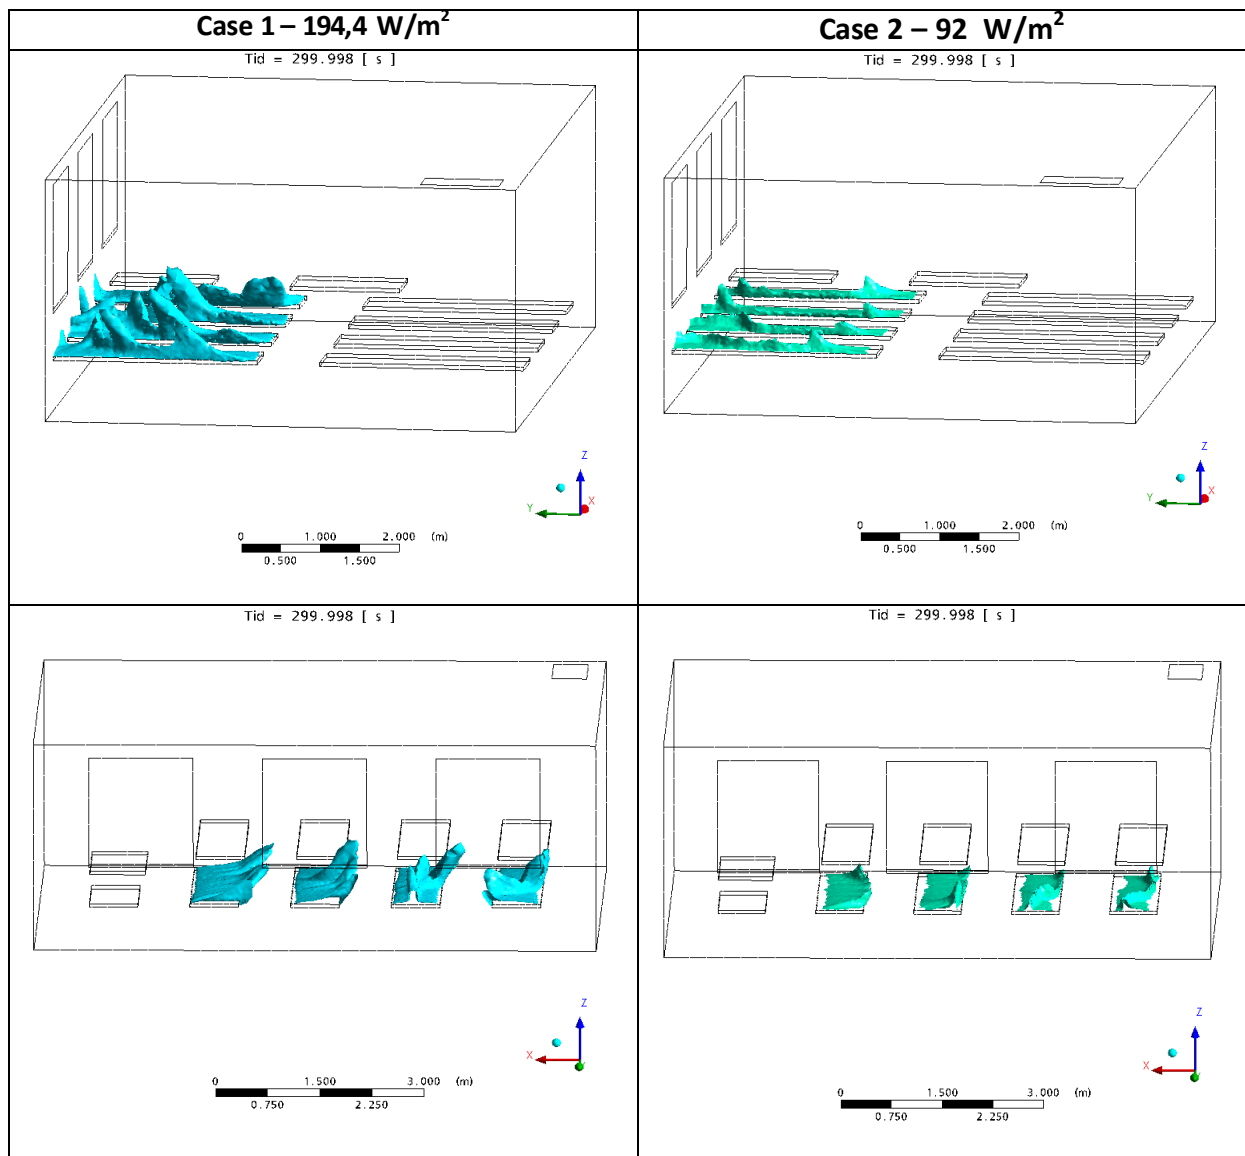 Case 1 – 194,4 W/m²
Case 2 – 92 W/m²
Tid = 299.998 [ s ]
Tid = 299.998 [ s ]
Z
Y
X
Z
Y
X
0 1.000 2.000 (m)
0.500 1.500
0 1.000 2.000 (m)
0.500 1.500
Tid = 299.998 [ s ]
Tid = 299.998 [ s ]
Z
X
Z
X
0 1.500 3.000 (m)
0.750 2.250
0 1.500 3.000 (m)
0.750 2.250